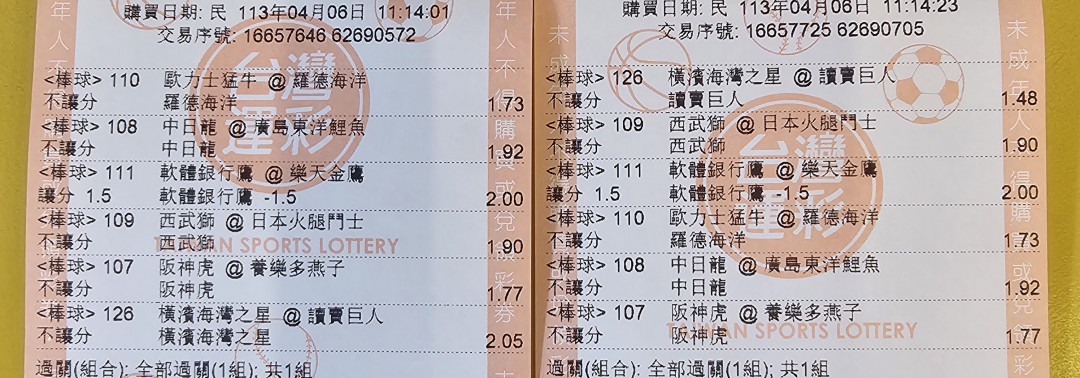 購買日期: 民 113年04月06日 11:14:01
交易序號: 16657646 62690572
<棒球> 110 歐力士猛牛 @ 羅德海洋
不讓分 羅德海洋 1.73
<棒球> 108 中日龍 @ 廣島東洋鯉魚
不讓分 中日龍 1.92
<棒球> 111 軟體銀行鷹 @ 樂天金鷹
讓分 1.5 軟體銀行鷹 -1.5 2.00
<棒球> 109 西武獅 @ 日本火腿鬥士
不讓分 西武獅 1.90
<棒球> 107 阪神虎 @ 養樂多燕子
不讓分 阪神虎 1.77
<棒球> 126 橫濱海灣之星 @ 讀賣巨人
不讓分 橫濱海灣之星 2.05
過關(組合): 全部過關(1組); 共1組
台灣
運彩
TAIWAN SPORTS LOTTERY
購買日期: 民 113年04月06日 11:14:23
交易序號: 16657725 62690705
<棒球> 126 橫濱海灣之星 @ 讀賣巨人
不讓分 讀賣巨人 1.48
<棒球> 109 西武獅 @ 日本火腿鬥士
不讓分 西武獅 1.90
<棒球> 111 軟體銀行鷹 @ 樂天金鷹
讓分 1.5 軟體銀行鷹 -1.5 2.00
<棒球> 110 歐力士猛牛 @ 羅德海洋
不讓分 羅德海洋 1.73
<棒球> 108 中日龍 @ 廣島東洋鯉魚
不讓分 中日龍 1.92
<棒球> 107 阪神虎 @ 養樂多燕子
不讓分 阪神虎 1.77
過關(組合): 全部過關(1組); 共1組
台灣
運彩
TAIWAN SPORTS LOTTERY